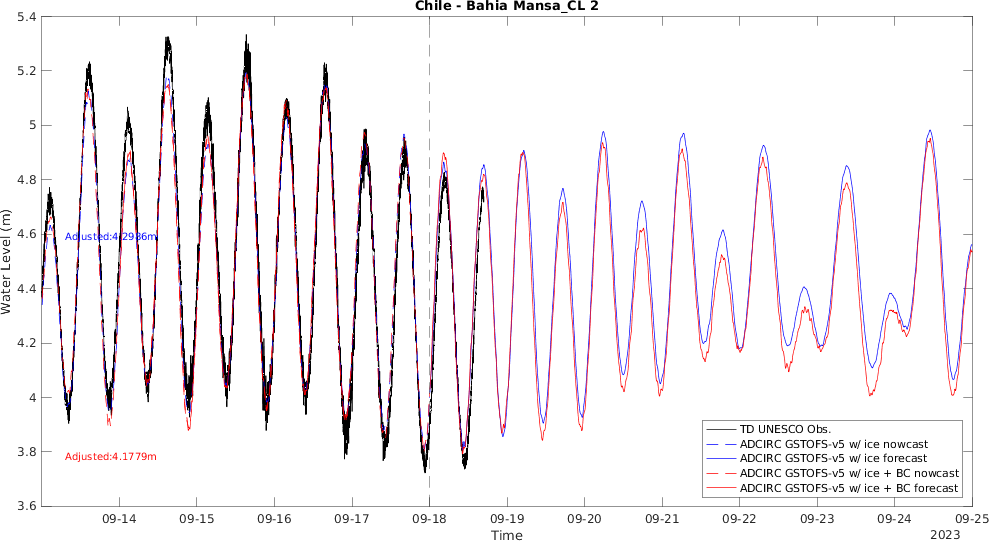 Chile - Bahia Mansa_CL 2
5.4
5.2
5
4.8
4.6
4.4
4.2
4
3.8
3.6
Water Level (m)
Adjusted:4.2986m
Adjusted:4.1779m
TD UNESCO Obs.
ADCIRC GSTOFS-v5 w/ ice nowcast
ADCIRC GSTOFS-v5 w/ ice forecast
ADCIRC GSTOFS-v5 w/ ice + BC nowcast
ADCIRC GSTOFS-v5 w/ ice + BC forecast
09-14 09-15 09-16 09-17 09-18 09-19 09-20 09-21 09-22 09-23 09-24 09-25
Time
2023